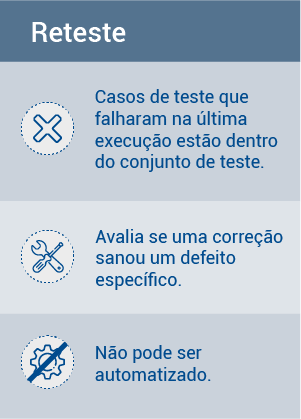 Reteste
Casos de teste que
falharam na última
execução estão dentro
do conjunto de teste.
Avalia se uma correção
sanou um defeito
específico.
Não pode ser
automatizado.